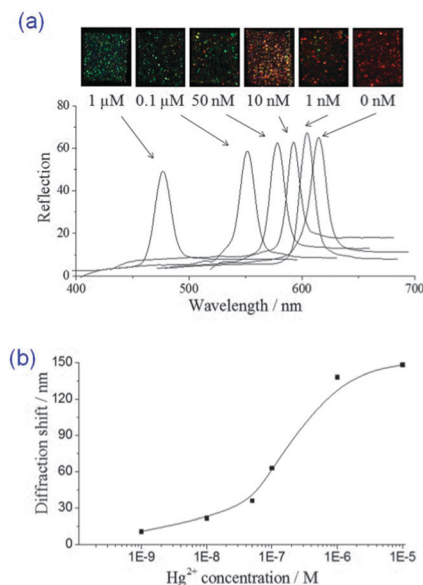 (a)
1 μM 0.1 μM 50 nM 10 nM 1 nM 0 nM
80
60
40
20
0
Reflection
400 500 600 700
Wavelength / nm
(b)
150
120
90
60
30
0
Diffraction shift / nm
1E-9 1E-8 1E-7 1E-6 1E-5
Hg²⁺ concentration / M